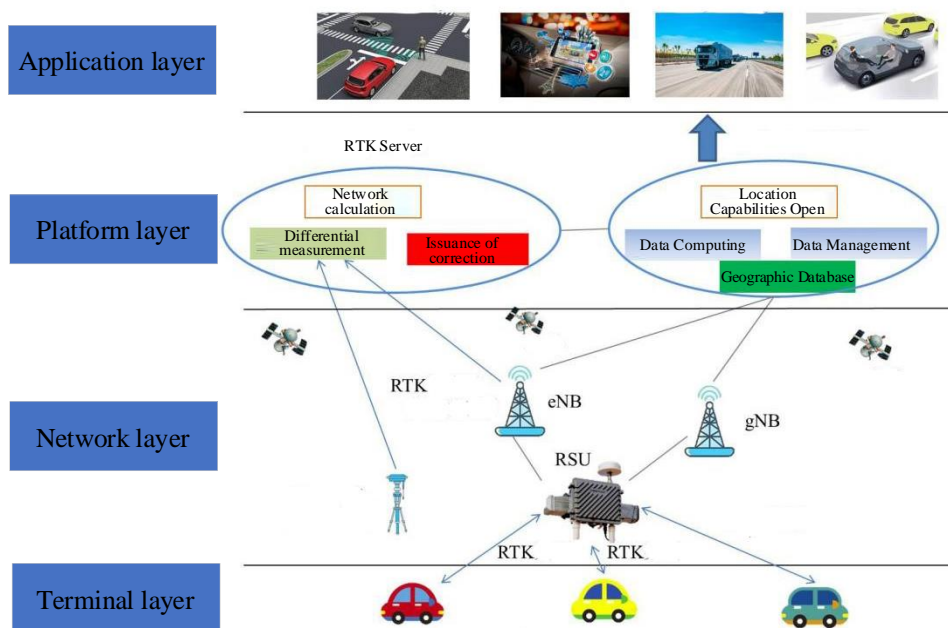 Application layer
RTK Server
Platform layer
Network
calculation
Location
Capabilities Open
Differential
measurement
Issuance of
correction
Data Computing
Data Management
Geographic Database
Network layer
RTK
eNB
gNB
RSU
RTK
RTK
Terminal layer